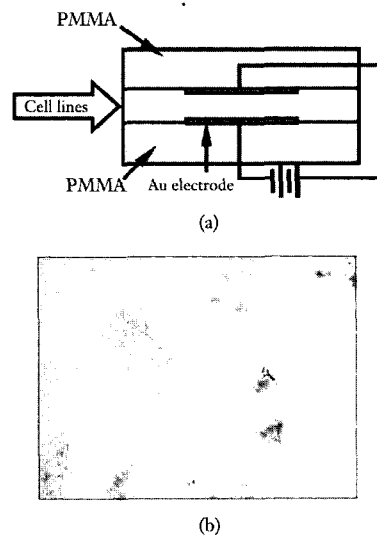 PMMA
Cell lines
PMMA
Au electrode
(a)
(b)